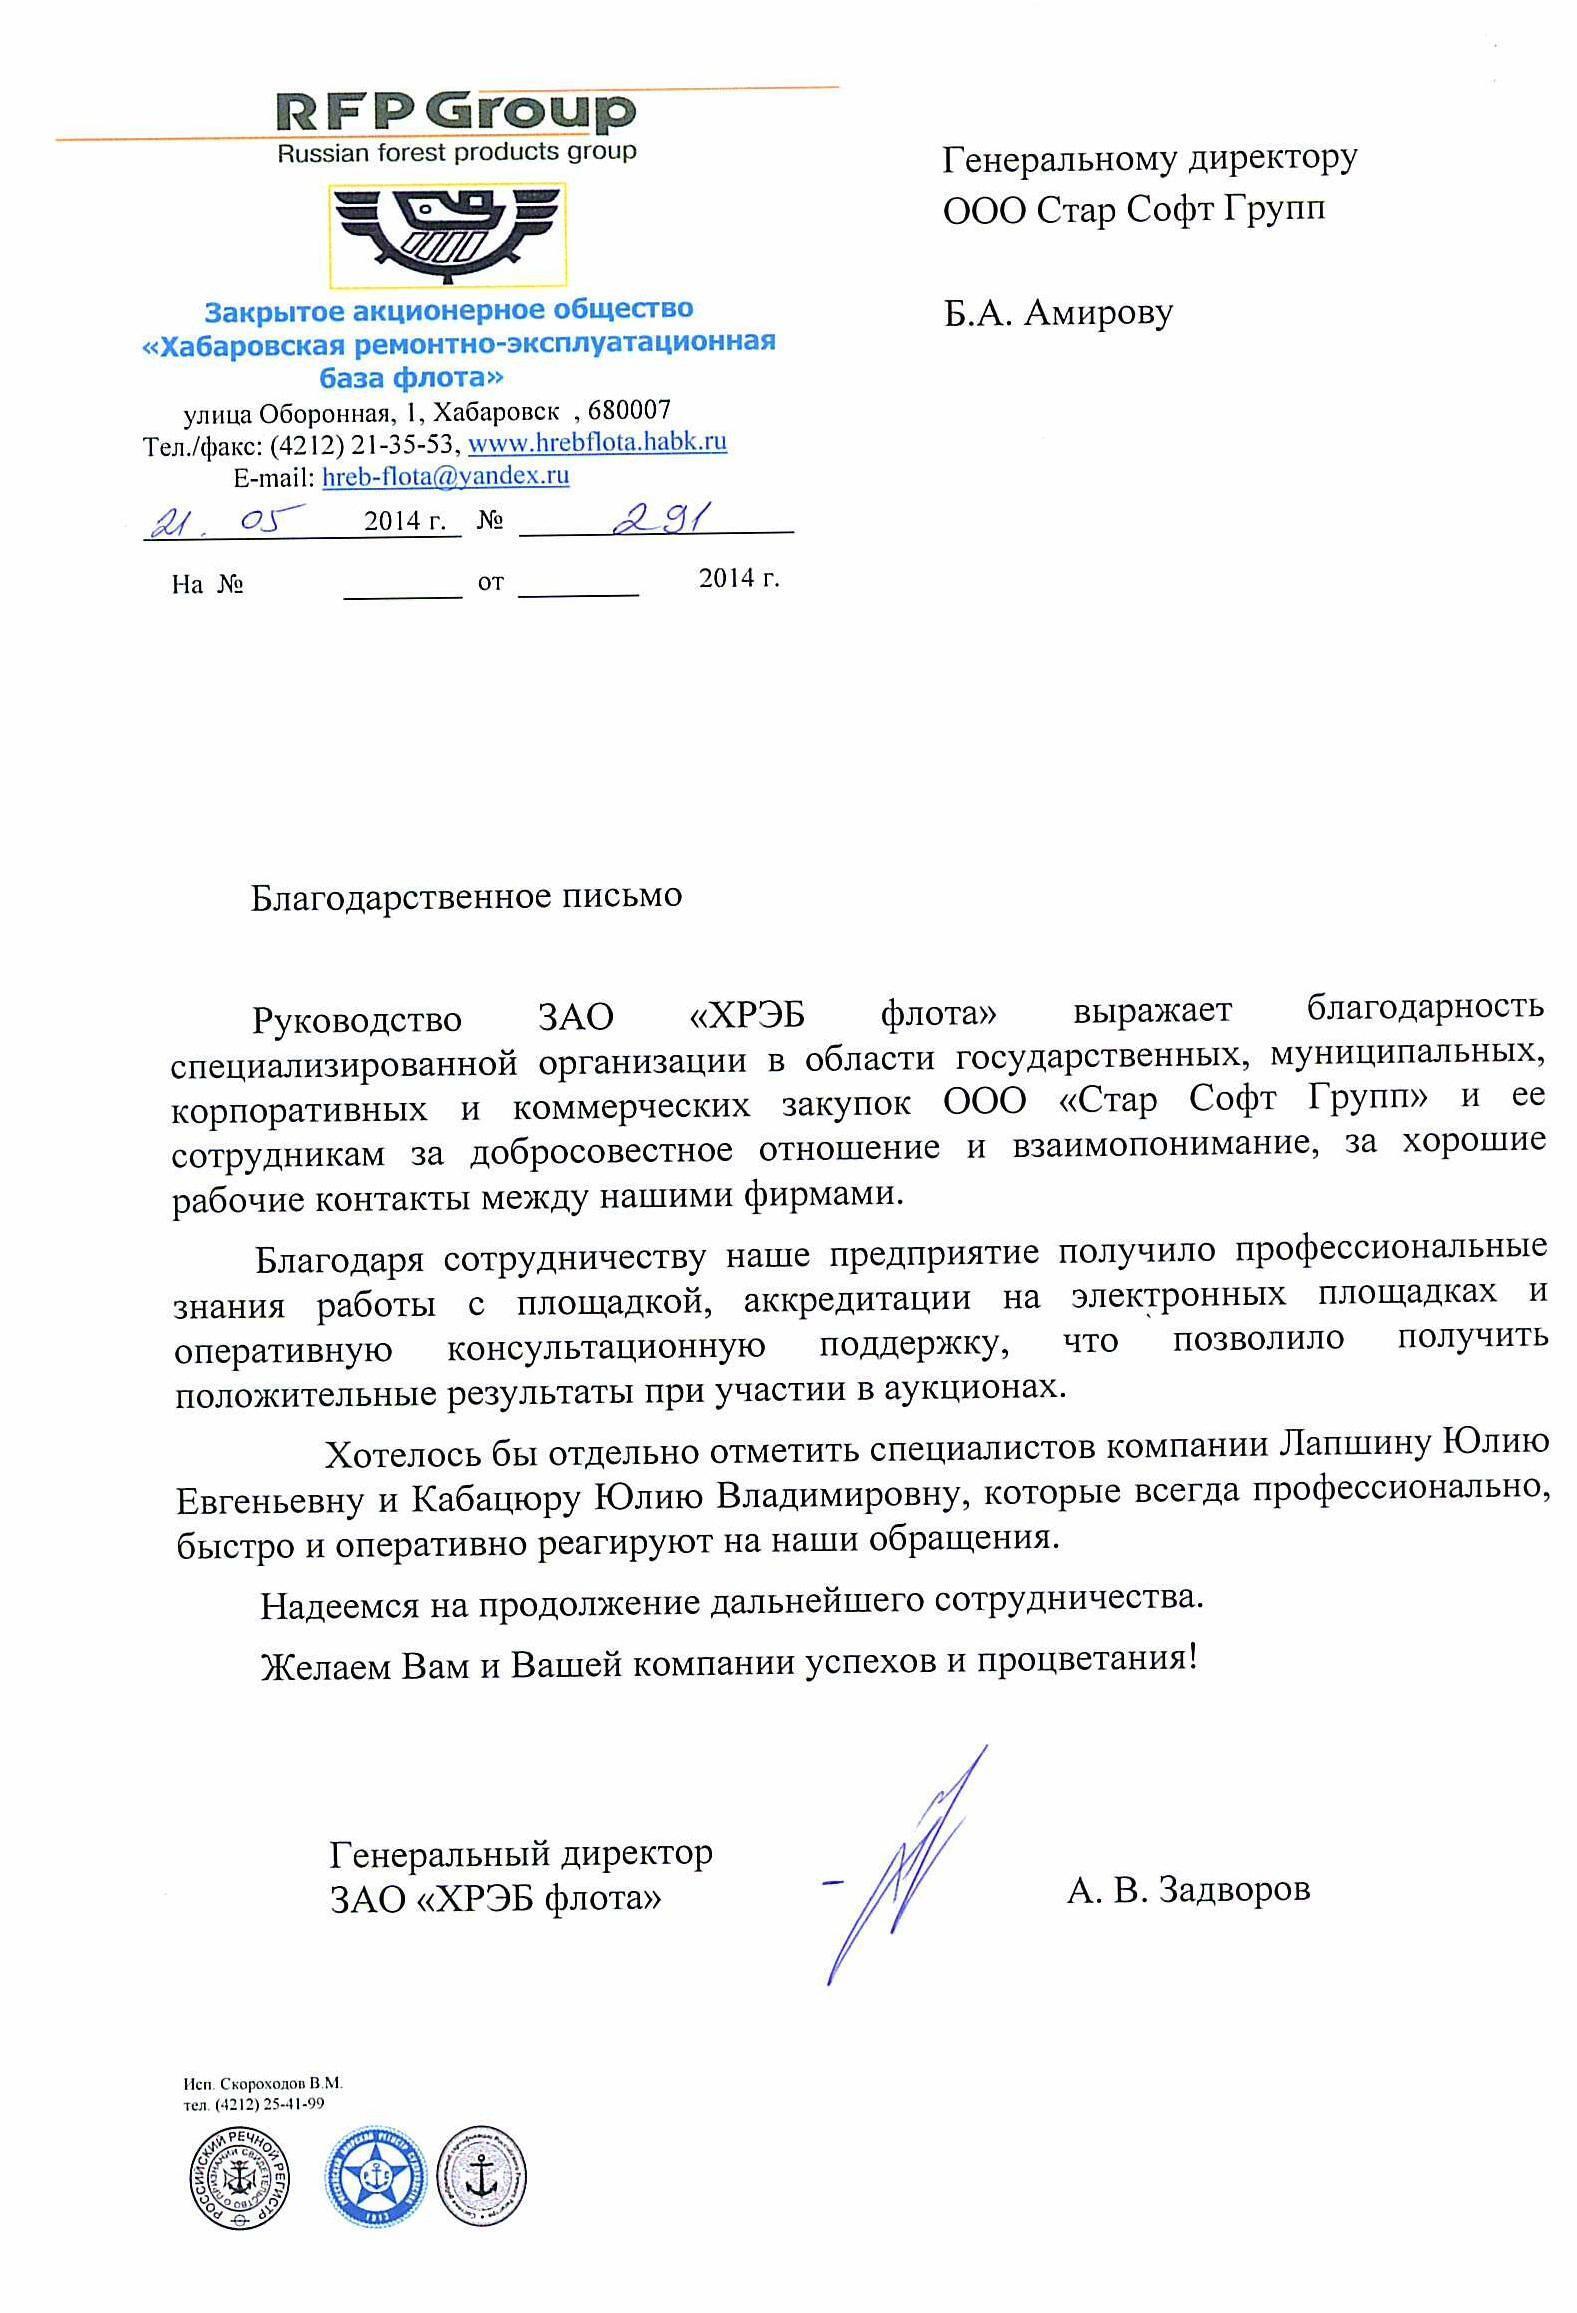 RFP Group
Russian forest products group
Закрытое акционерное общество
«Хабаровская ремонтно-эксплуатационная
база флота»
улица Оборонная, 1, Хабаровск , 680007
Тел./факс: (4212) 21-35-53, www.hrebflota.habk.ru
E-mail: hreb-flota@yandex.ru
21. 05 2014 г. № 291
На № от 2014 г.
Генеральному директору
ООО Стар Софт Групп
Б.А. Амирову
Благодарственное письмо
Руководство ЗАО «ХРЭБ флота» выражает благодарность
специализированной организации в области государственных, муниципальных,
корпоративных и коммерческих закупок ООО «Стар Софт Групп» и ее
сотрудникам за добросовестное отношение и взаимопонимание, за хорошие
рабочие контакты между нашими фирмами.
Благодаря сотрудничеству наше предприятие получило профессиональные
знания работы с площадкой, аккредитации на электронных площадках и
оперативную консультационную поддержку, что позволило получить
положительные результаты при участии в аукционах.
Хотелось бы отдельно отметить специалистов компании Лапшину Юлию
Евгеньевну и Кабацюру Юлию Владимировну, которые всегда профессионально,
быстро и оперативно реагируют на наши обращения.
Надеемся на продолжение дальнейшего сотрудничества.
Желаем Вам и Вашей компании успехов и процветания!
Генеральный директор
ЗАО «ХРЭБ флота»
А. В. Задворов
Исп. Скороходов В.М.
тел. (4212) 25-41-99
РОССИЙСКИЙ РЕЧНОЙ РЕГИСТР
СВИДЕТЕЛЬСТВО О ПРИЗНАНИИ